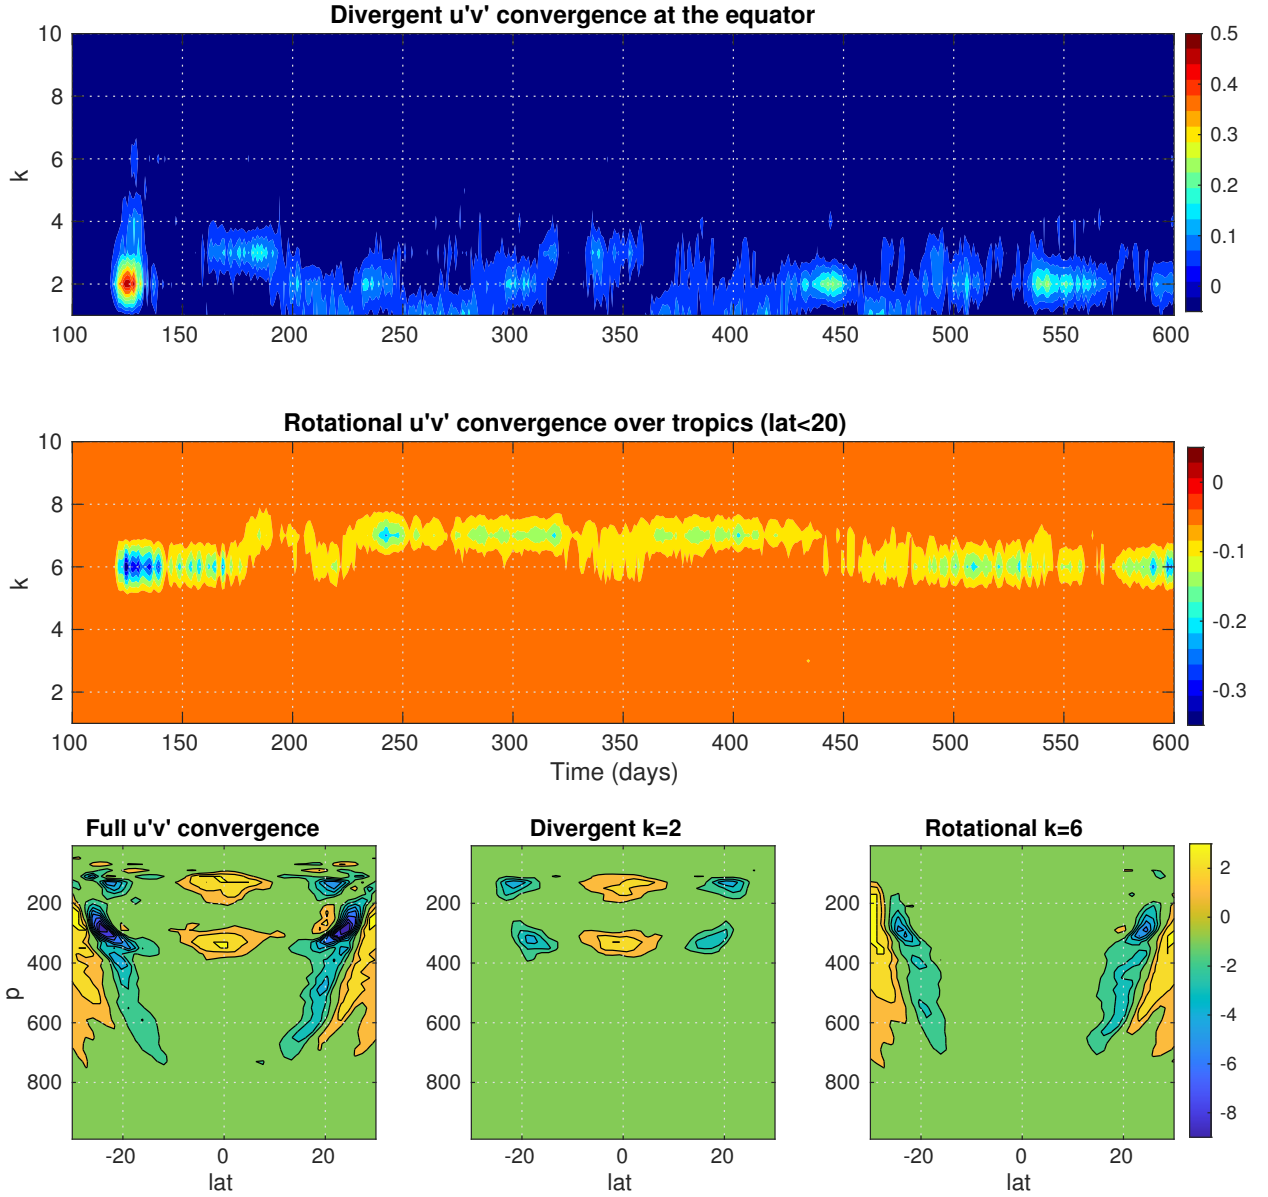 Divergent u'v' convergence at the equator
10
8
6
4
2
k
100 150 200 250 300 350 400 450 500 550 600
0.5
0.4
0.3
0.2
0.1
0
Rotational u'v' convergence over tropics (lat<20)
10
8
6
4
2
k
100 150 200 250 300 350 400 450 500 550 600
Time (days)
0
-0.1
-0.2
-0.3
Full u'v' convergence
200
400
600
800
p
-20 0 20
lat
Divergent k=2
200
400
600
800
-20 0 20
lat
Rotational k=6
200
400
600
800
-20 0 20
lat
2
0
-2
-4
-6
-8